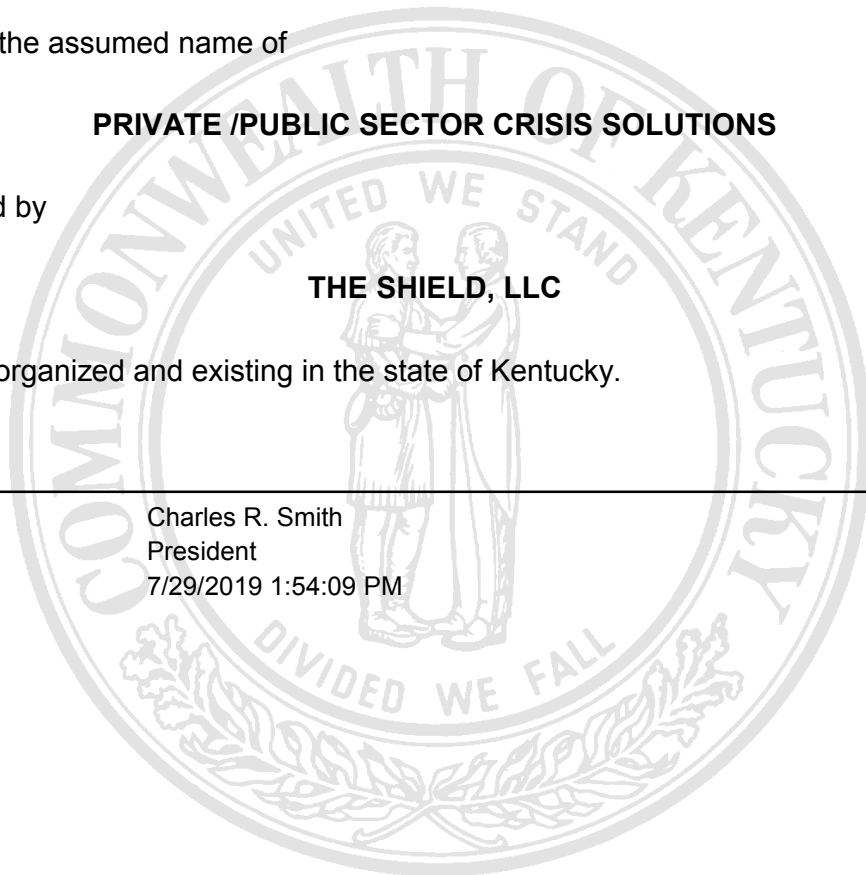 the assumed name of
PRIVATE /PUBLIC SECTOR CRISIS SOLUTIONS
d by
THE SHIELD, LLC
organized and existing in the state of Kentucky.
Charles R. Smith
President
7/29/2019 1:54:09 PM
COMMONWEALTH OF KENTUCKY
UNITED WE STAND
DIVIDED WE FALL